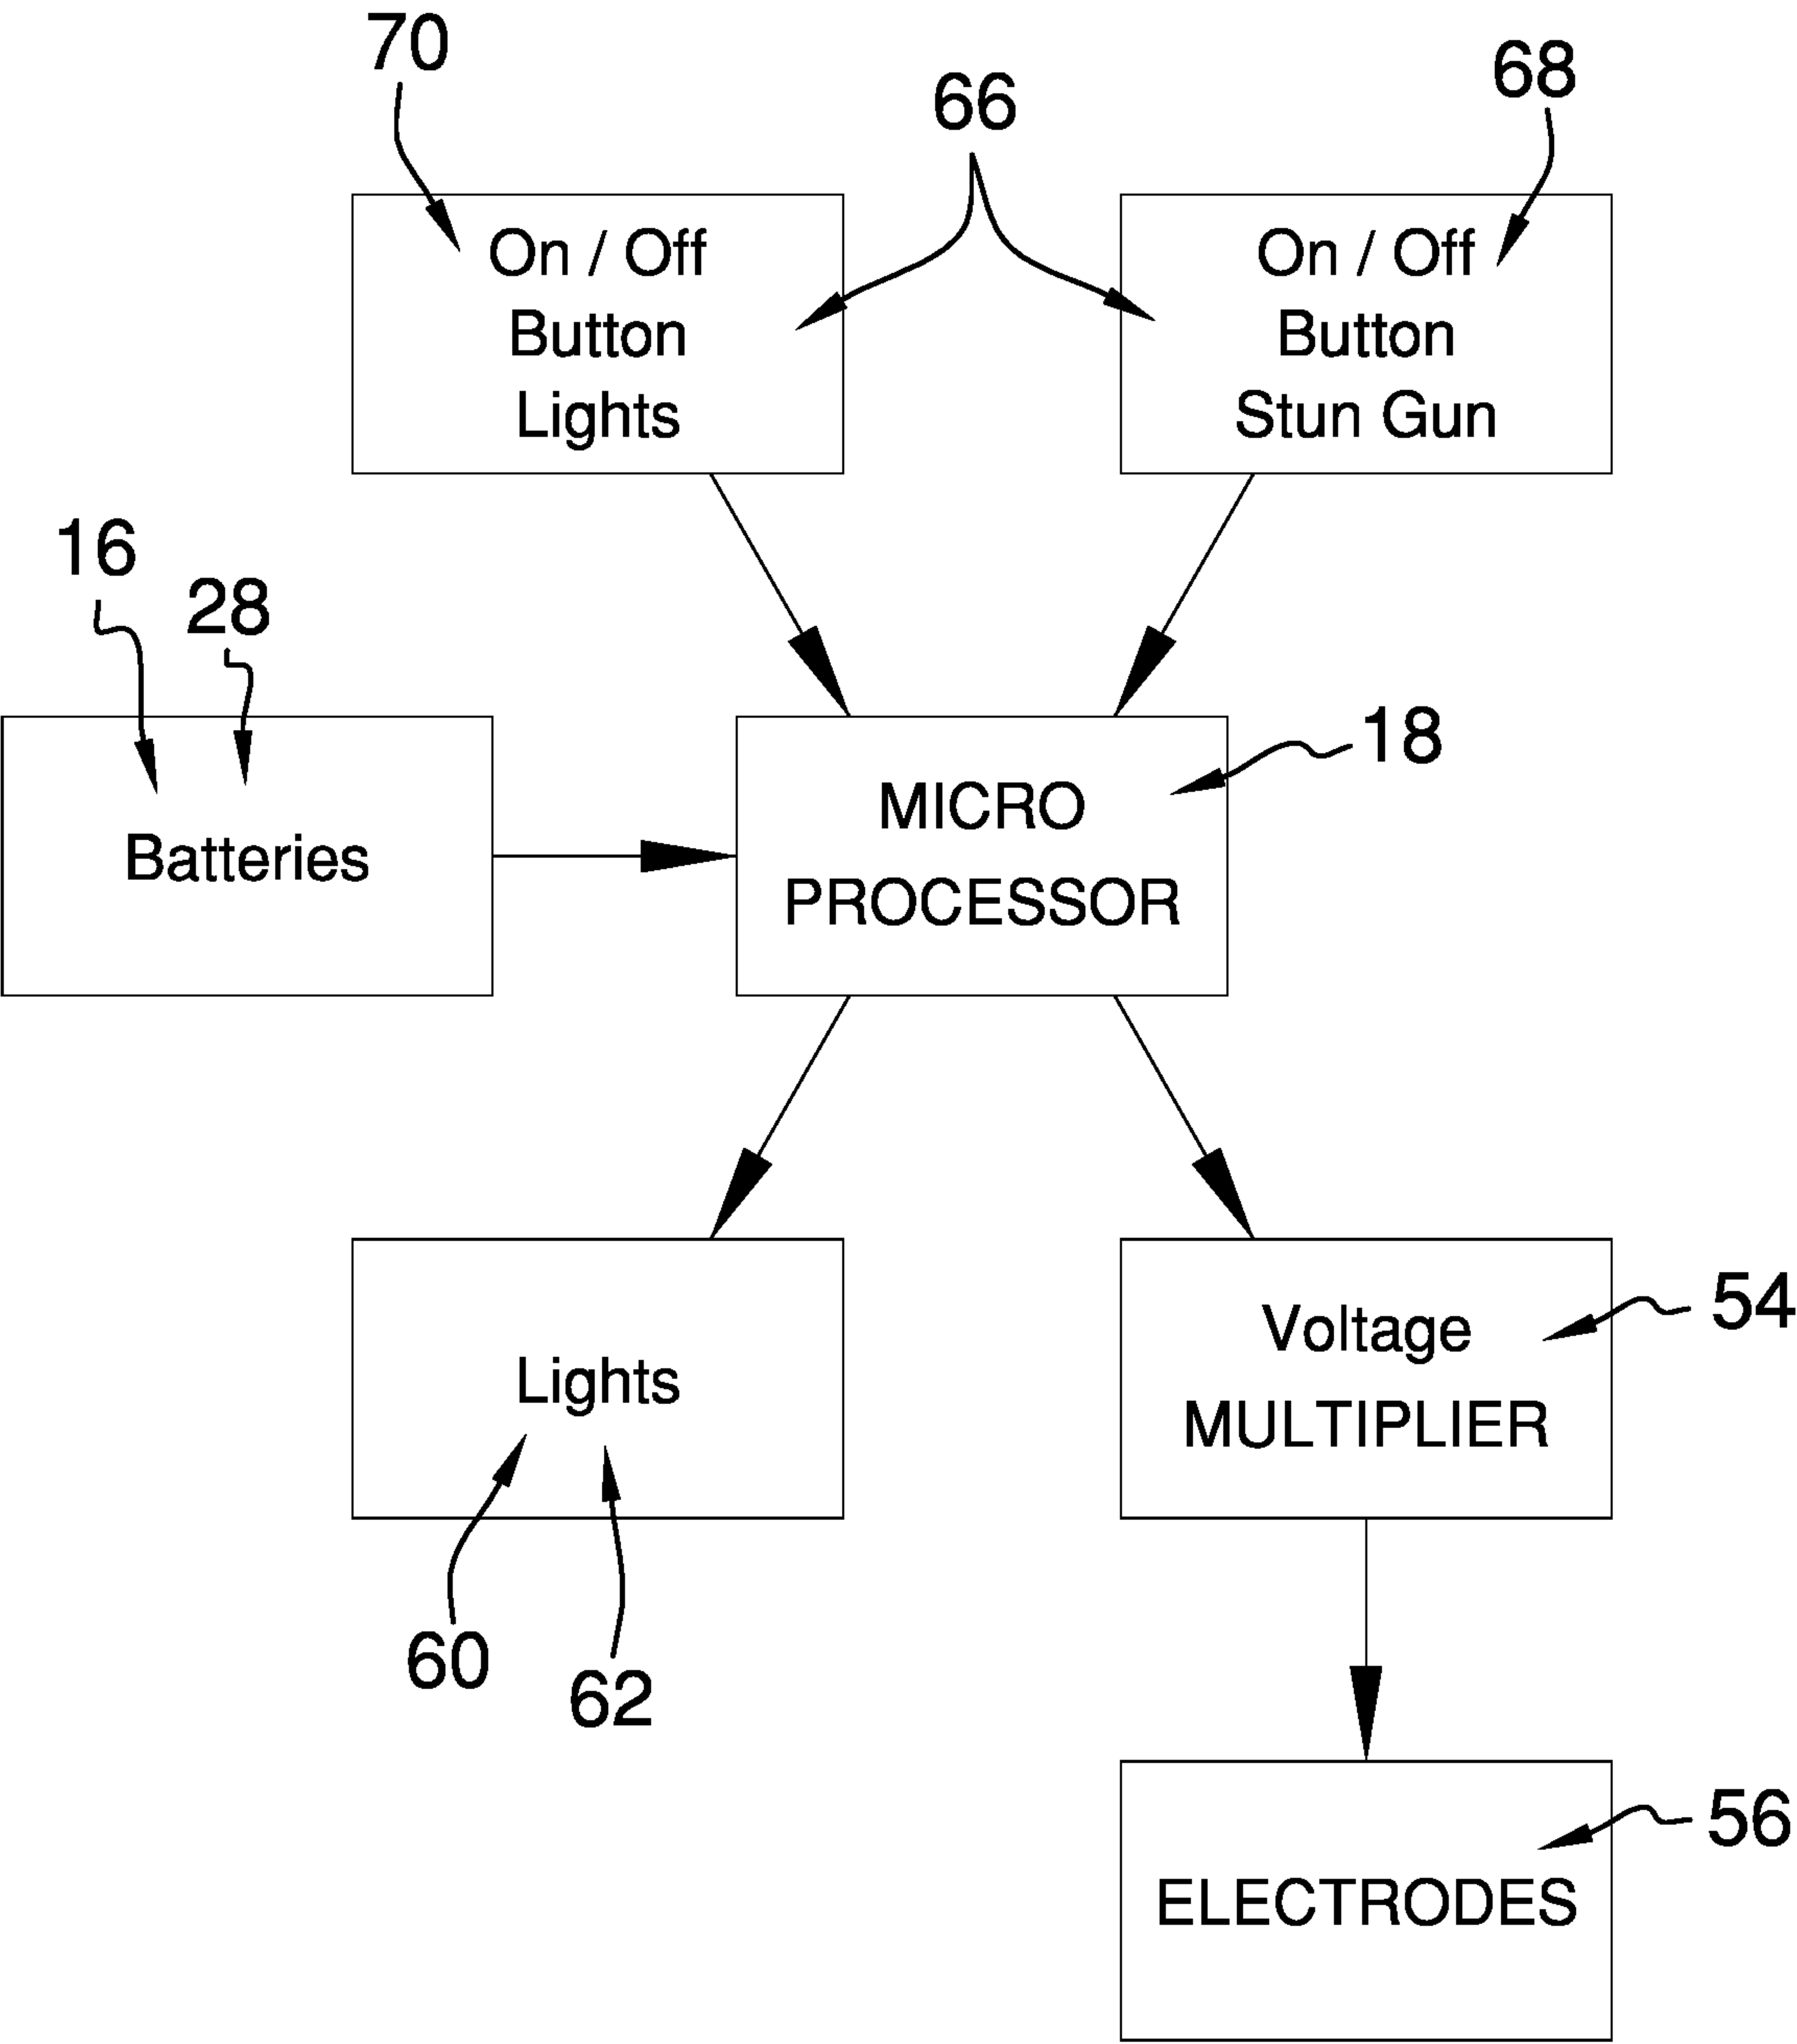 70
66
68
On / Off
Button
Lights
On / Off
Button
Stun Gun
16
28
18
Batteries
MICRO
PROCESSOR
54
Lights
Voltage
MULTIPLIER
60
62
56
ELECTRODES